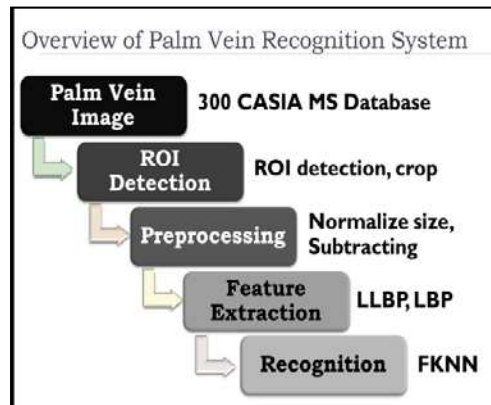 Overview of Palm Vein Recognition System
Palm Vein
Image
300 CASIA MS Database
ROI
Detection
ROI detection, crop
Preprocessing
Normalize size,
Subtracting
Feature
Extraction
LLBP, LBP
Recognition
FKNN